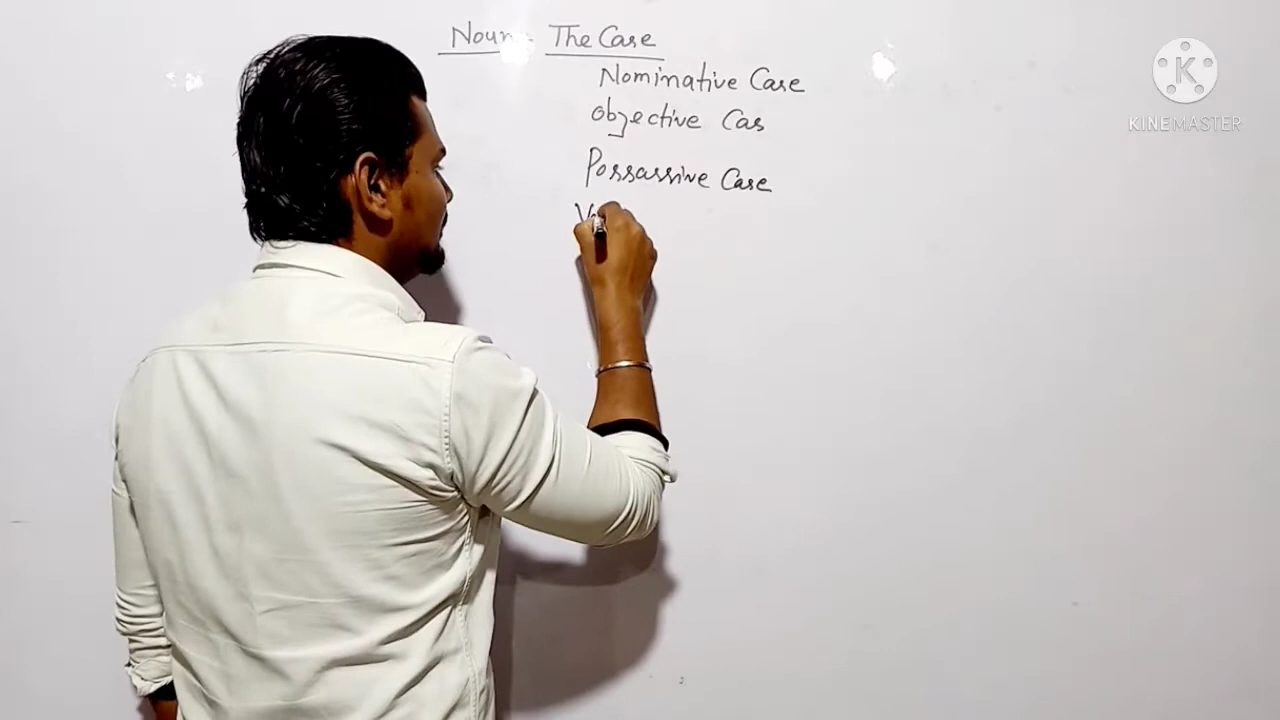 Noun - The Case
Nominative Case
Objective Cas
Possassive Case
V
KINEMASTER